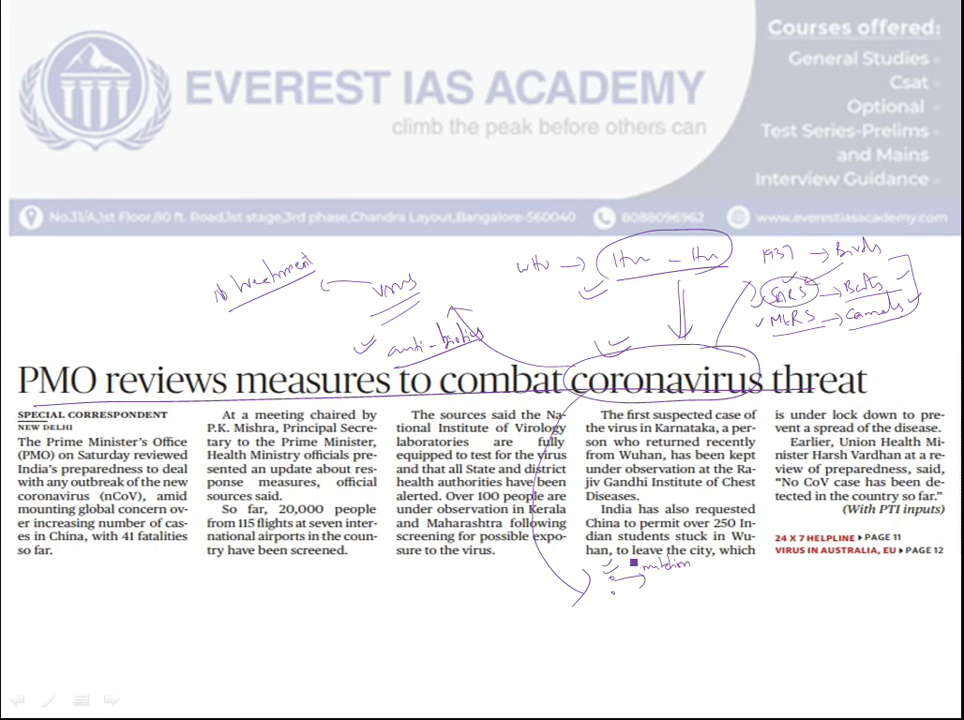 Courses offered:
General Studies
Csat
Optional
Test Series-Prelims
and Mains
Interview Guidance
EVEREST IAS ACADEMY
climb the peak before others can
No.31/A,1st Floor,80 ft. Road,1st stage,3rd phase,Chandra Layout,Bangalore-560040
8088096962
www.everestiasacademy.com
No treatment
virus
anti-biotics
WHO → Hu - Hu
1937 → Birds
SARS → Bats
MERS → Camels
PMO reviews measures to combat coronavirus threat
SPECIAL CORRESPONDENT
NEW DELHI
The Prime Minister's Office
(PMO) on Saturday reviewed
India's preparedness to deal
with any outbreak of the new
coronavirus (nCoV), amid
mounting global concern ov-
er increasing number of cas-
es in China, with 41 fatalities
so far.
At a meeting chaired by
P.K. Mishra, Principal Secre-
tary to the Prime Minister,
Health Ministry officials pre-
sented an update about res-
ponse measures, official
sources said.
So far, 20,000 people
from 115 flights at seven inter-
national airports in the coun-
try have been screened.
The sources said the Na-
tional Institute of Virology
laboratories are fully
equipped to test for the virus
and that all State and district
health authorities have been
alerted. Over 100 people are
under observation in Kerala
and Maharashtra following
screening for possible expo-
sure to the virus.
The first suspected case of
the virus in Karnataka, a per-
son who returned recently
from Wuhan, has been kept
under observation at the Ra-
jiv Gandhi Institute of Chest
Diseases.
India has also requested
China to permit over 250 In-
dian students stuck in Wu-
han, to leave the city, which
is under lock down to pre-
vent a spread of the disease.
Earlier, Union Health Mi-
nister Harsh Vardhan at a re-
view of preparedness, said,
"No CoV case has been de-
tected in the country so far."
(With PTI inputs)
24 X 7 HELPLINE ▸ PAGE 11
VIRUS IN AUSTRALIA, EU ▸ PAGE 12